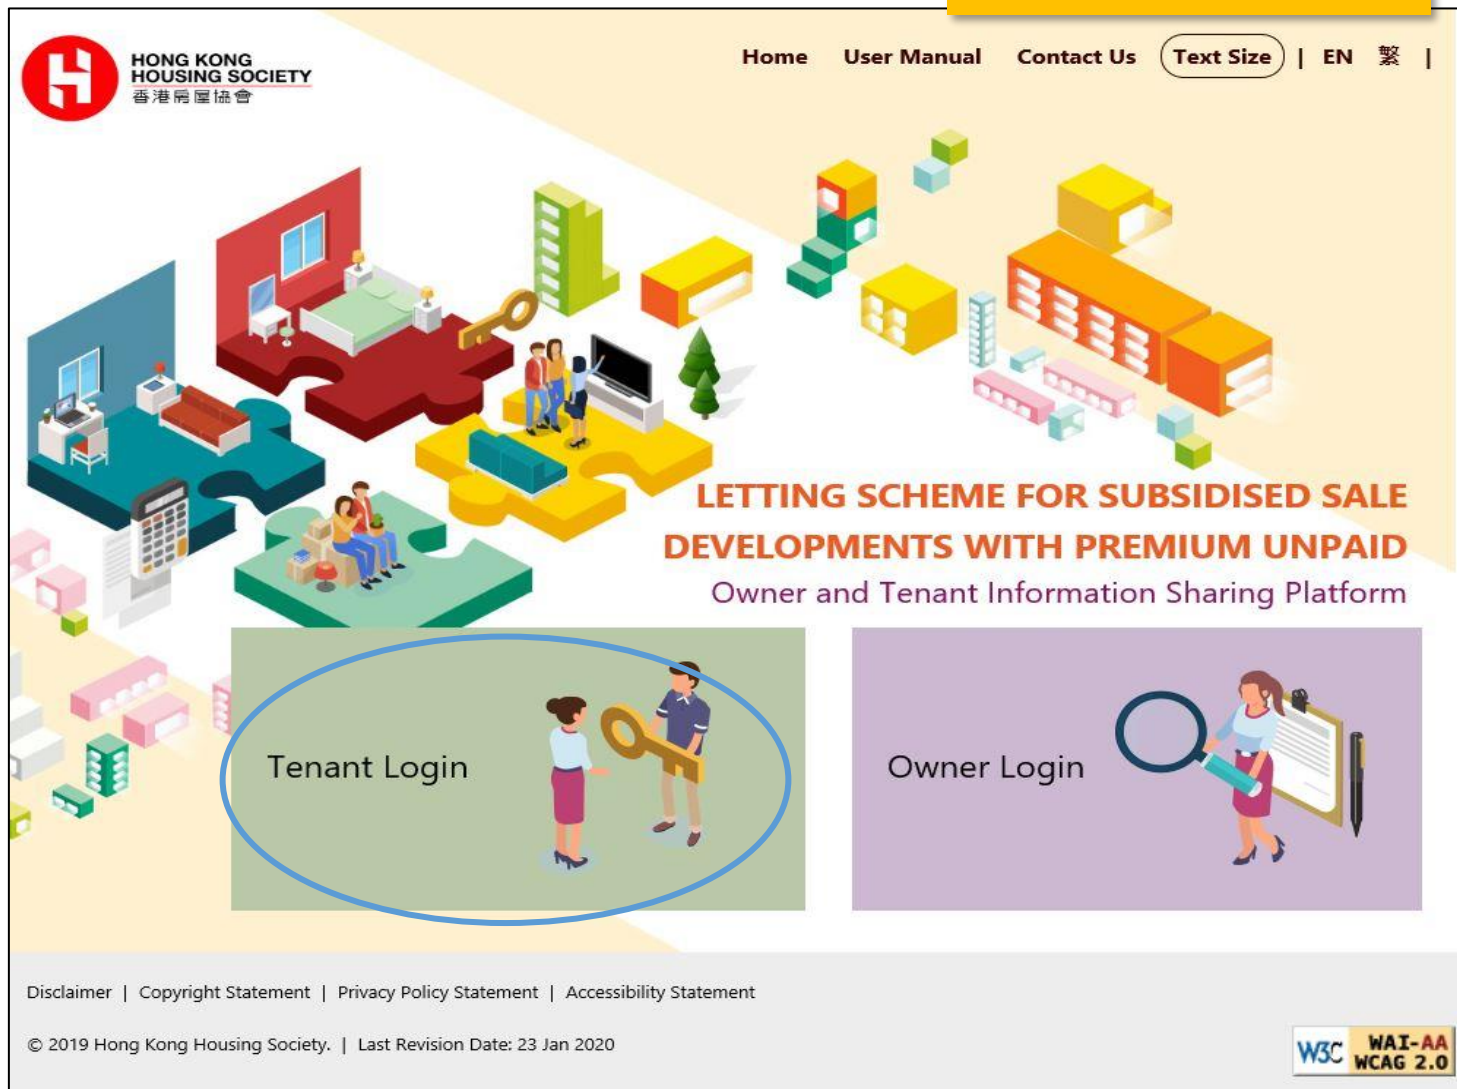 HONG KONG
HOUSING SOCIETY
香港房屋協會
Home User Manual Contact Us Text Size | EN 繁 |
LETTING SCHEME FOR SUBSIDISED SALE
DEVELOPMENTS WITH PREMIUM UNPAID
Owner and Tenant Information Sharing Platform
Tenant Login
Owner Login
Disclaimer | Copyright Statement | Privacy Policy Statement | Accessibility Statement
© 2019 Hong Kong Housing Society. | Last Revision Date: 23 Jan 2020
W3C WAI-AA
WCAG 2.0